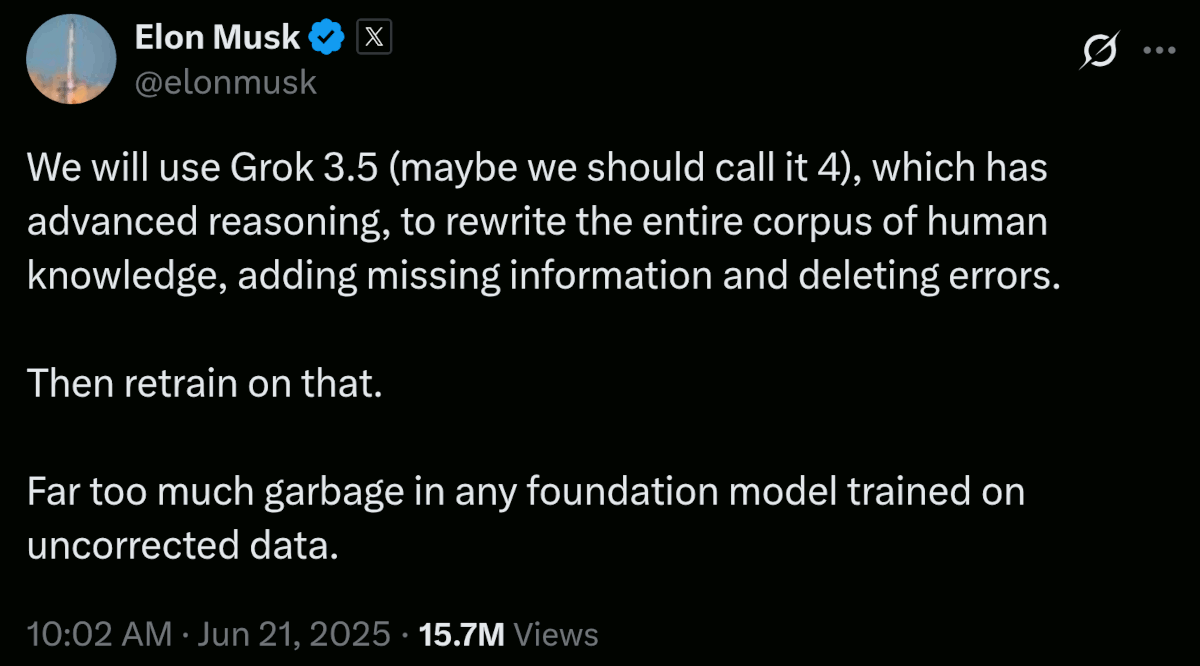 Elon Musk
@elonmusk
We will use Grok 3.5 (maybe we should call it 4), which has
advanced reasoning, to rewrite the entire corpus of human
knowledge, adding missing information and deleting errors.
Then retrain on that.
Far too much garbage in any foundation model trained on
uncorrected data.
10:02 AM · Jun 21, 2025 · 15.7M Views